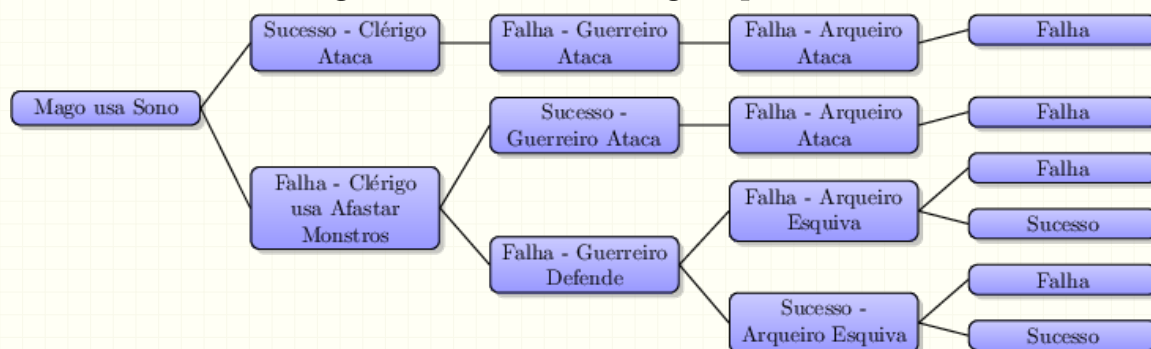 Mago usa Sono
Sucesso - Clérigo
Ataca
Falha - Guerreiro
Ataca
Falha - Arqueiro
Ataca
Falha
Falha - Clérigo
usa Afastar
Monstros
Sucesso -
Guerreiro Ataca
Falha - Arqueiro
Ataca
Falha
Falha - Guerreiro
Defende
Falha - Arqueiro
Esquiva
Falha
Sucesso
Sucesso -
Arqueiro Esquiva
Falha
Sucesso